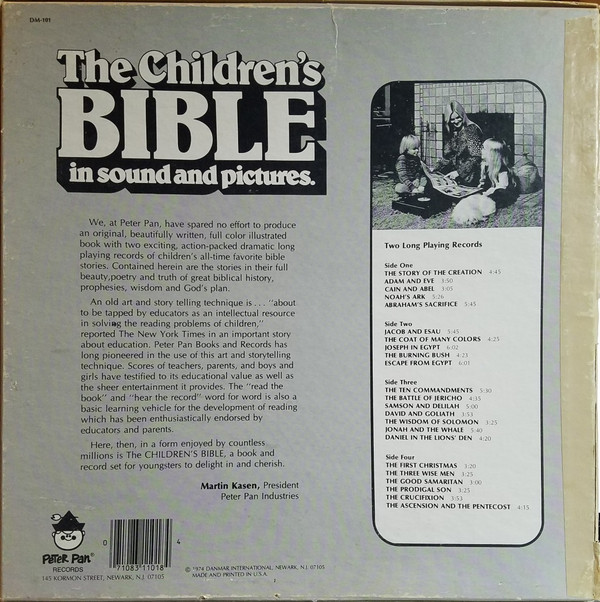 DM-101
The Children's
BIBLE
in sound and pictures.
We, at Peter Pan, have spared no effort to produce
an original, beautifully written, full color illustrated
book with two exciting, action-packed dramatic long
playing records of children's all-time favorite bible
stories. Contained herein are the stories in their full
beauty,poetry and truth of great biblical history,
prophesies, wisdom and God's plan.
An old art and story telling technique is . . . "about
to be tapped by educators as an intellectual resource
in solving the reading problems of children,"
reported The New York Times in an important story
about education. Peter Pan Books and Records has
long pioneered in the use of this art and storytelling
technique. Scores of teachers, parents, and boys and
girls have testified to its educational value as well as
the sheer entertainment it provides. The "read the
book" and "hear the record" word for word is also a
basic learning vehicle for the development of reading
which has been enthusiastically endorsed by
educators and parents.
Here, then, in a form enjoyed by countless
millions is The CHILDREN'S BIBLE, a book and
record set for youngsters to delight in and cherish.
Martin Kasen, President
Peter Pan Industries
Two Long Playing Records
Side One
THE STORY OF THE CREATION 4:45
ADAM AND EVE 3:50
CAIN AND ABEL 3:05
NOAH'S ARK 5:26
ABRAHAM'S SACRIFICE 5:45
Side Two
JACOB AND ESAU 5:45
THE COAT OF MANY COLORS 4:25
JOSEPH IN EGYPT 6:02
THE BURNING BUSH 4:23
ESCAPE FROM EGYPT 6:01
Side Three
THE TEN COMMANDMENTS 5:30
THE BATTLE OF JERICHO 4:35
SAMSON AND DELILAH 5:00
DAVID AND GOLIATH 3:53
THE WISDOM OF SOLOMON 3:25
JONAH AND THE WHALE 5:40
DANIEL IN THE LIONS' DEN 4:20
Side Four
THE FIRST CHRISTMAS 3:20
THE THREE WISE MEN 3:25
THE GOOD SAMARITAN 3:00
THE PRODIGAL SON 3:25
THE CRUCIFIXION 3:53
THE ASCENSION AND THE PENTECOST 4:15
PETER PAN®
RECORDS
145 KORMON STREET, NEWARK, N.J. 07105
0 71083 11018 4
© 1974 DANMAR INTERNATIONAL, NEWARK, N.J. 07105
MADE AND PRINTED IN U.S.A.